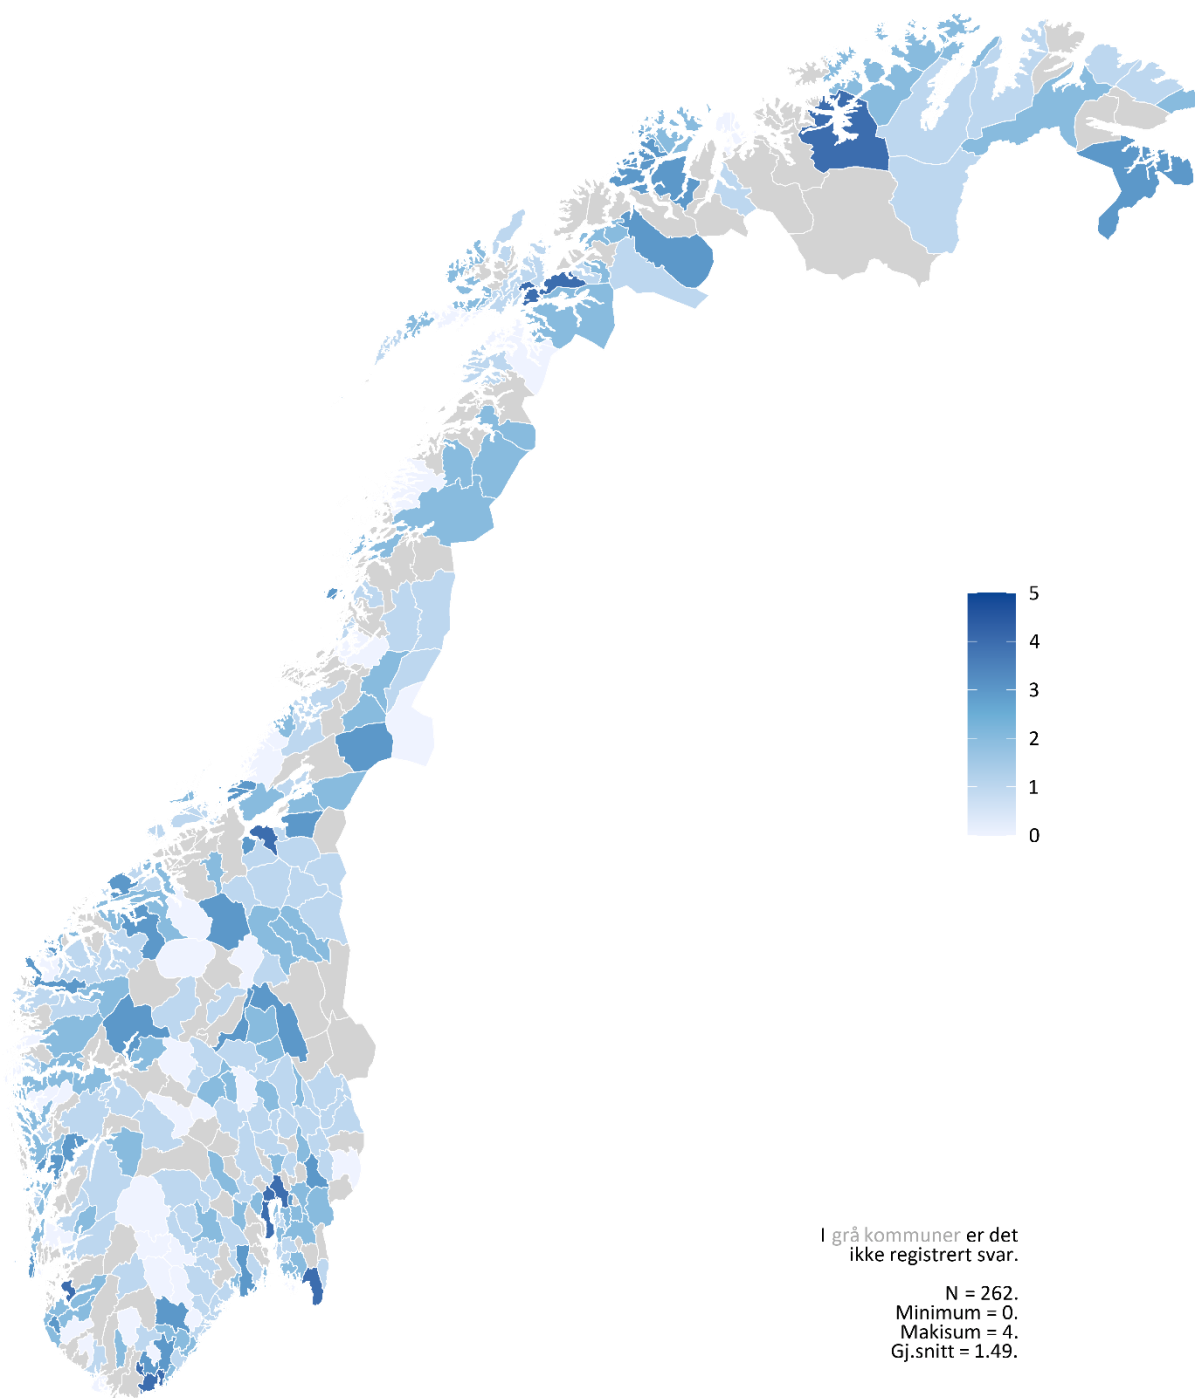 5
4
3
2
1
0
I grå kommuner er det
ikke registrert svar.
N = 262.
Minimum = 0.
Makisum = 4.
Gj.snitt = 1.49.